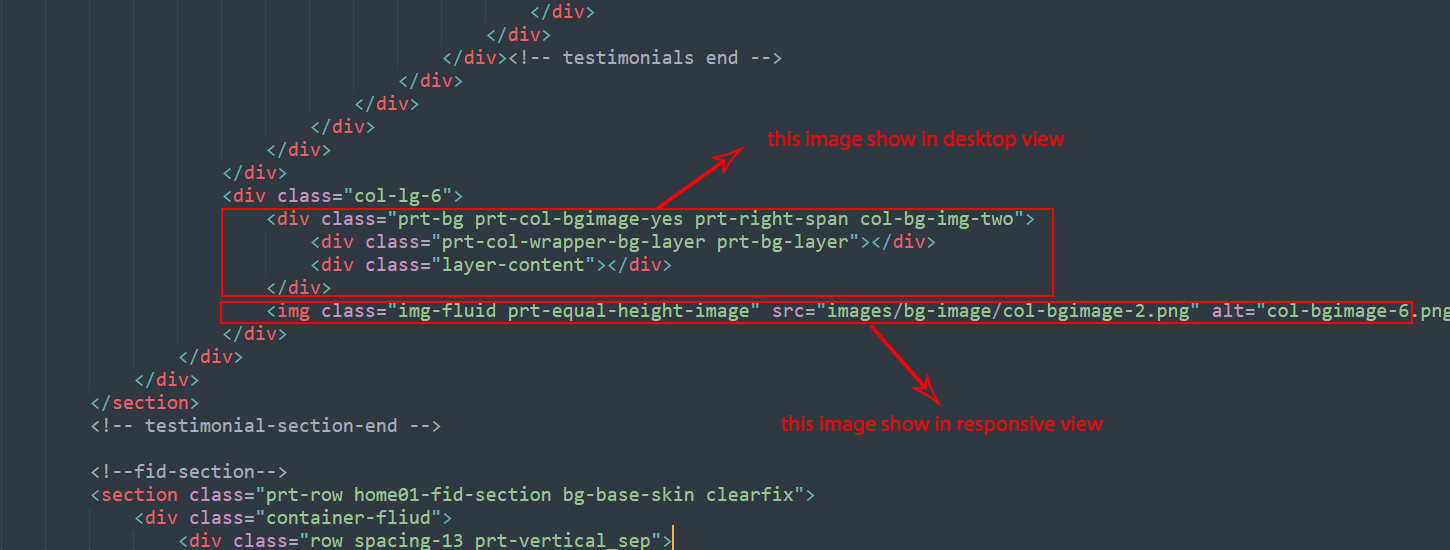 </div>
</div>
</div><!-- testimonials end -->
</div>
</div>
</div>
this image show in desktop view
</div>
</div>
<div class="col-lg-6">
<div class="prt-bg prt-col-bgimage-yes prt-right-span col-bg-img-two">
<div class="prt-col-wrapper-bg-layer prt-bg-layer"></div>
<div class="layer-content"></div>
</div>
<img class="img-fluid prt-equal-height-image" src="images/bg-image/col-bgimage-2.png" alt="col-bgimage-6.png
</div>
</div>
</div>
</section>
this image show in responsive view
<!-- testimonial-section-end -->
<!--fid-section-->
<section class="prt-row home01-fid-section bg-base-skin clearfix">
<div class="container-fliud">
<div class="row spacing-13 prt-vertical_sep">